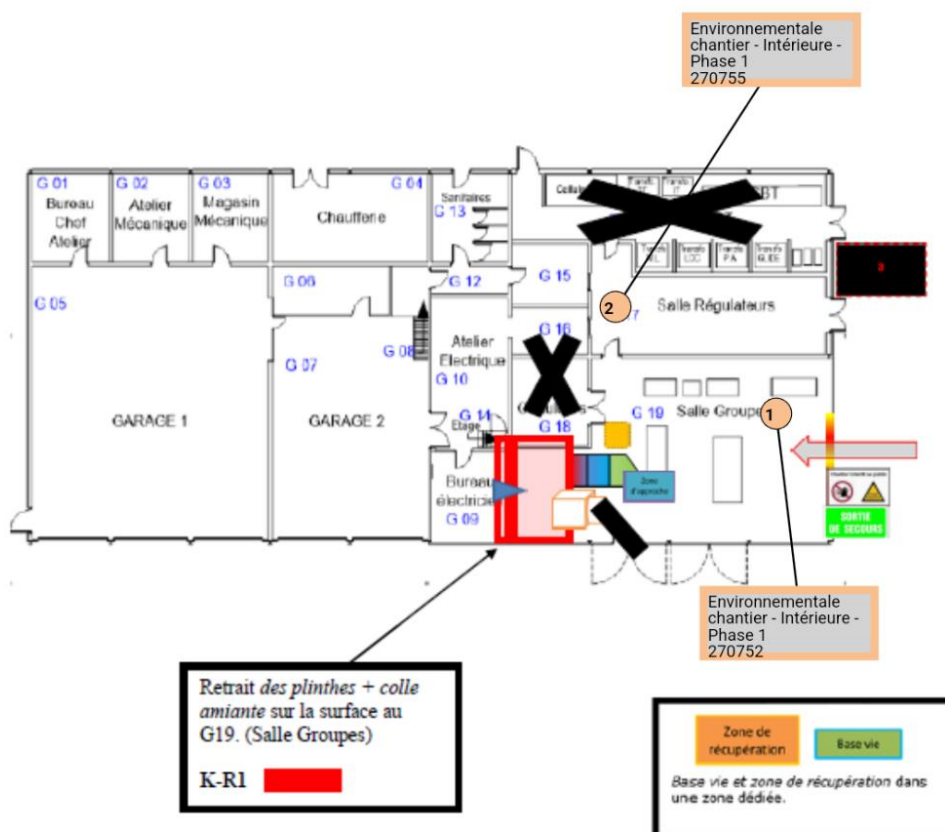 Environnementale
chantier - Intérieure -
Phase 1
270755
G 01
Bureau
Chef
Atelier
G 02
Atelier
Mécanique
G 03
Magasin
Mécanique
G 04
Chaufferie
Sanitaires
G 13
G 05
G 06
G 12
G 15
2
Salle Régulateurs
G 16
G 07
G 08
Atelier
Electrique
G 10
G 14
Etage
G 18
G 19
Salle Groupe
1
GARAGE 1
GARAGE 2
Bureau
électricie
G 09
Zone
d'approche
SORTIE
DE SECOURS
Environnementale
chantier - Intérieure -
Phase 1
270752
Retrait des plinthes + colle
amiante sur la surface au
G19. (Salle Groupes)
K-R1
Zone de
récupération
Base vie
Base vie et zone de récupération dans
une zone dédiée.